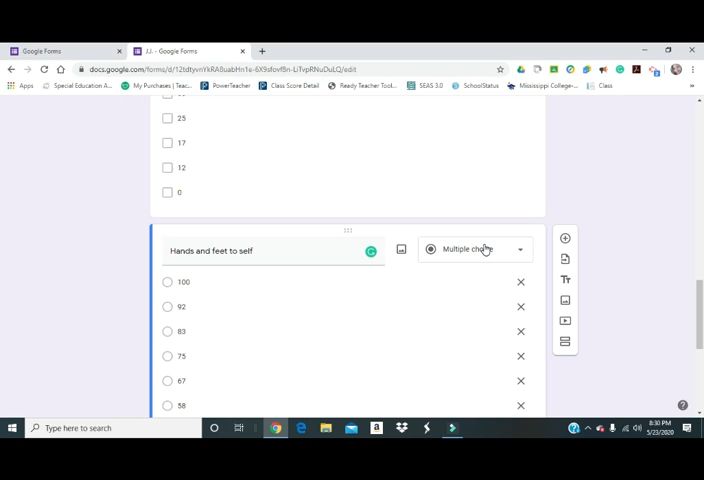 Google Forms
J.J. - Google Forms
docs.google.com/forms/d/12tdtyvnYkRA8uabHn1e-6X9sfovf8n-LiTvpRNuDuLQ/edit
Apps Special Education A... My Purchases | Teac... PowerTeacher Class Score Detail Ready Teacher Tool... SEAS 3.0 SchoolStatus Mississippi College-... Class
25
17
12
0
Hands and feet to self
Multiple choice
100
92
83
75
67
58
Type here to search
8:30 PM
5/23/2020